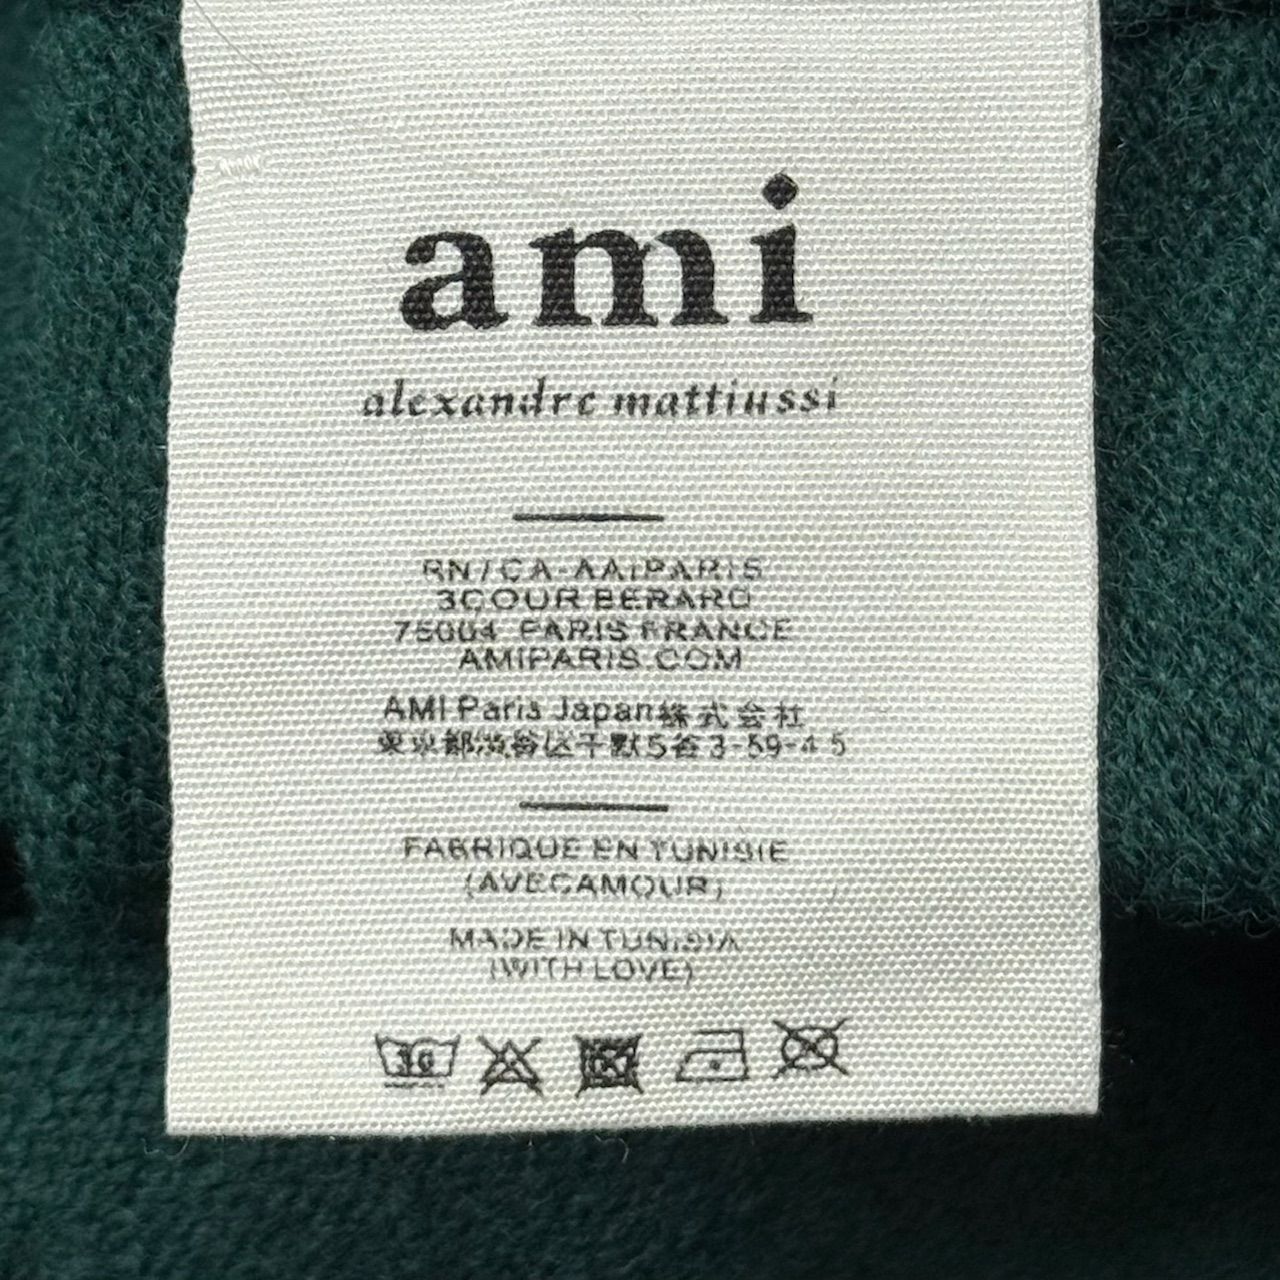 ami
alexandre mattiussi
RN/CA-AAIPARIS
3COUR BERARD
75004 PARIS FRANCE
AMIPARIS.COM
AMI Paris Japan株式会社
東京都渋谷区千駄ヶ谷3-59-4 5
FABRIQUE EN TUNISIE
(AVECAMOUR)
MADE IN TUNISIA
(WITH LOVE)
30